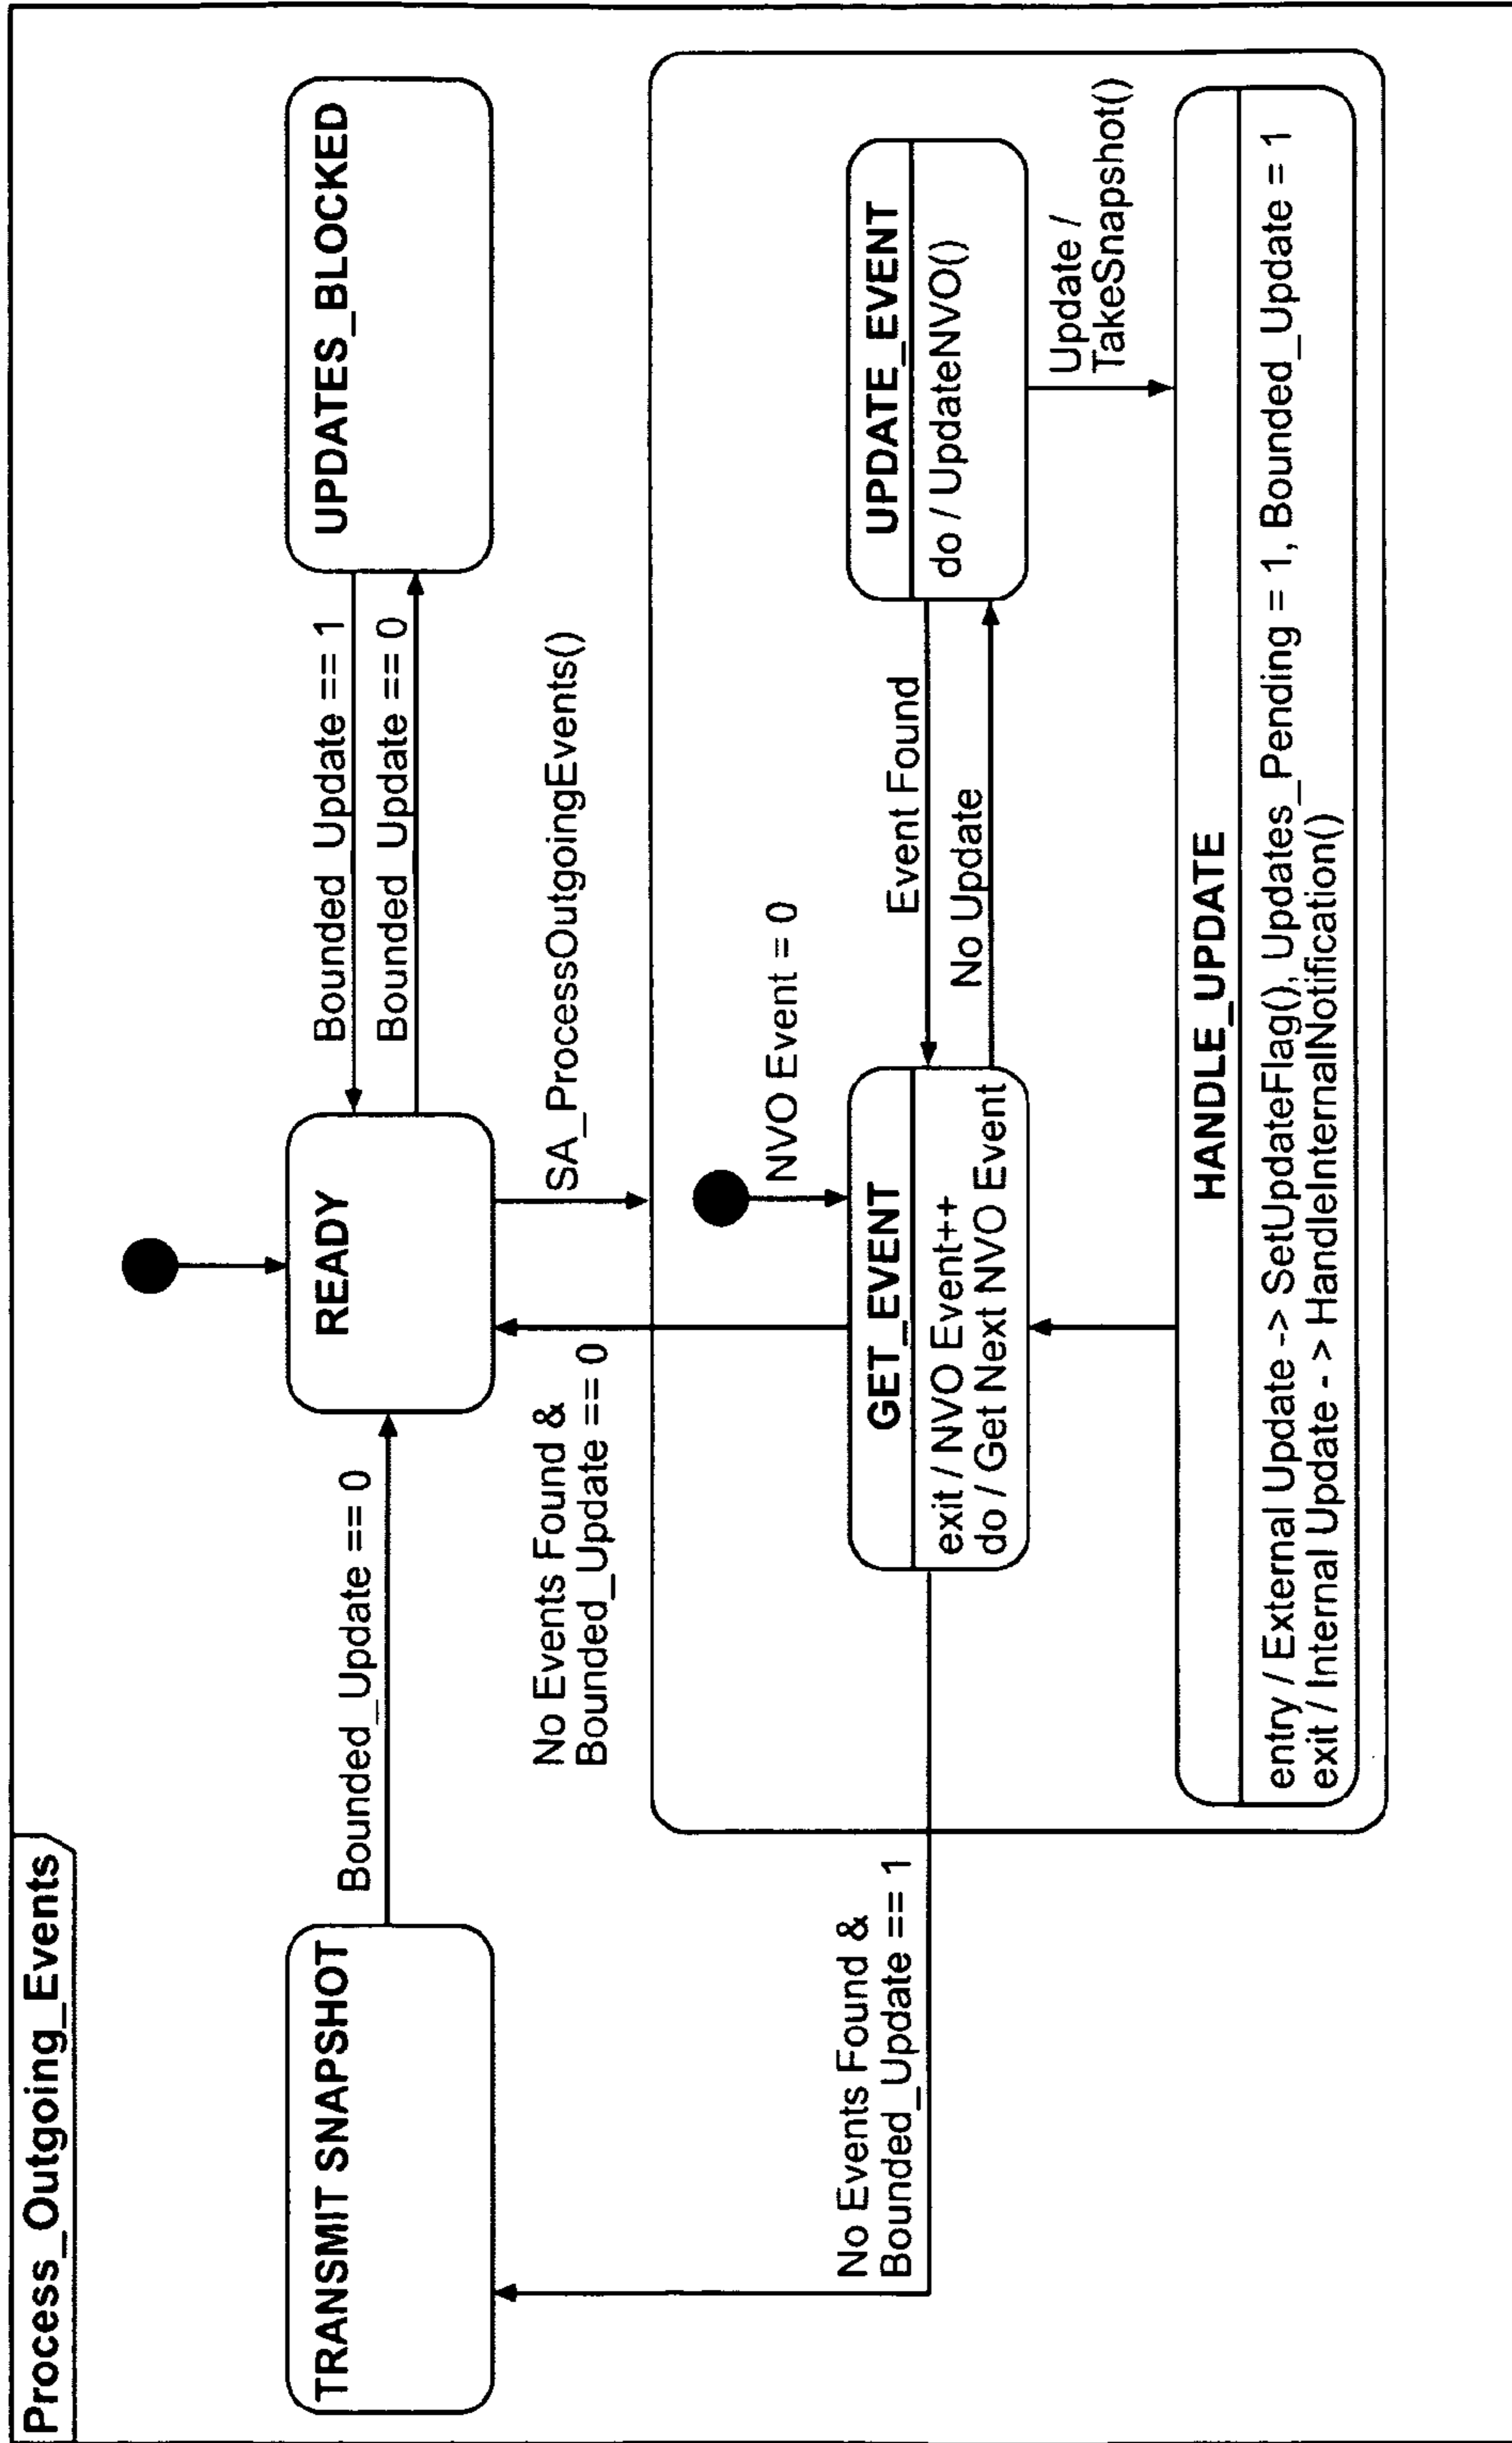 Process_Outgoing_Events
TRANSMIT SNAPSHOT
Bounded_Update == 0
READY
Bounded_Update == 1
Bounded_Update == 0
UPDATES_BLOCKED
No Events Found &
Bounded_Update == 0
SA_ProcessOutgoingEvents()
NVO Event = 0
No Events Found &
Bounded_Update == 1
GET_EVENT
exit / NVO Event++
do / Get Next NVO Event
Event Found
No Update
UPDATE_EVENT
do / UpdateNVO()
Update /
TakeSnapshot()
HANDLE_UPDATE
entry / External Update -> SetUpdateFlag(), Updates_Pending = 1, Bounded_Update = 1
exit / Internal Update - > HandleInternalNotification()